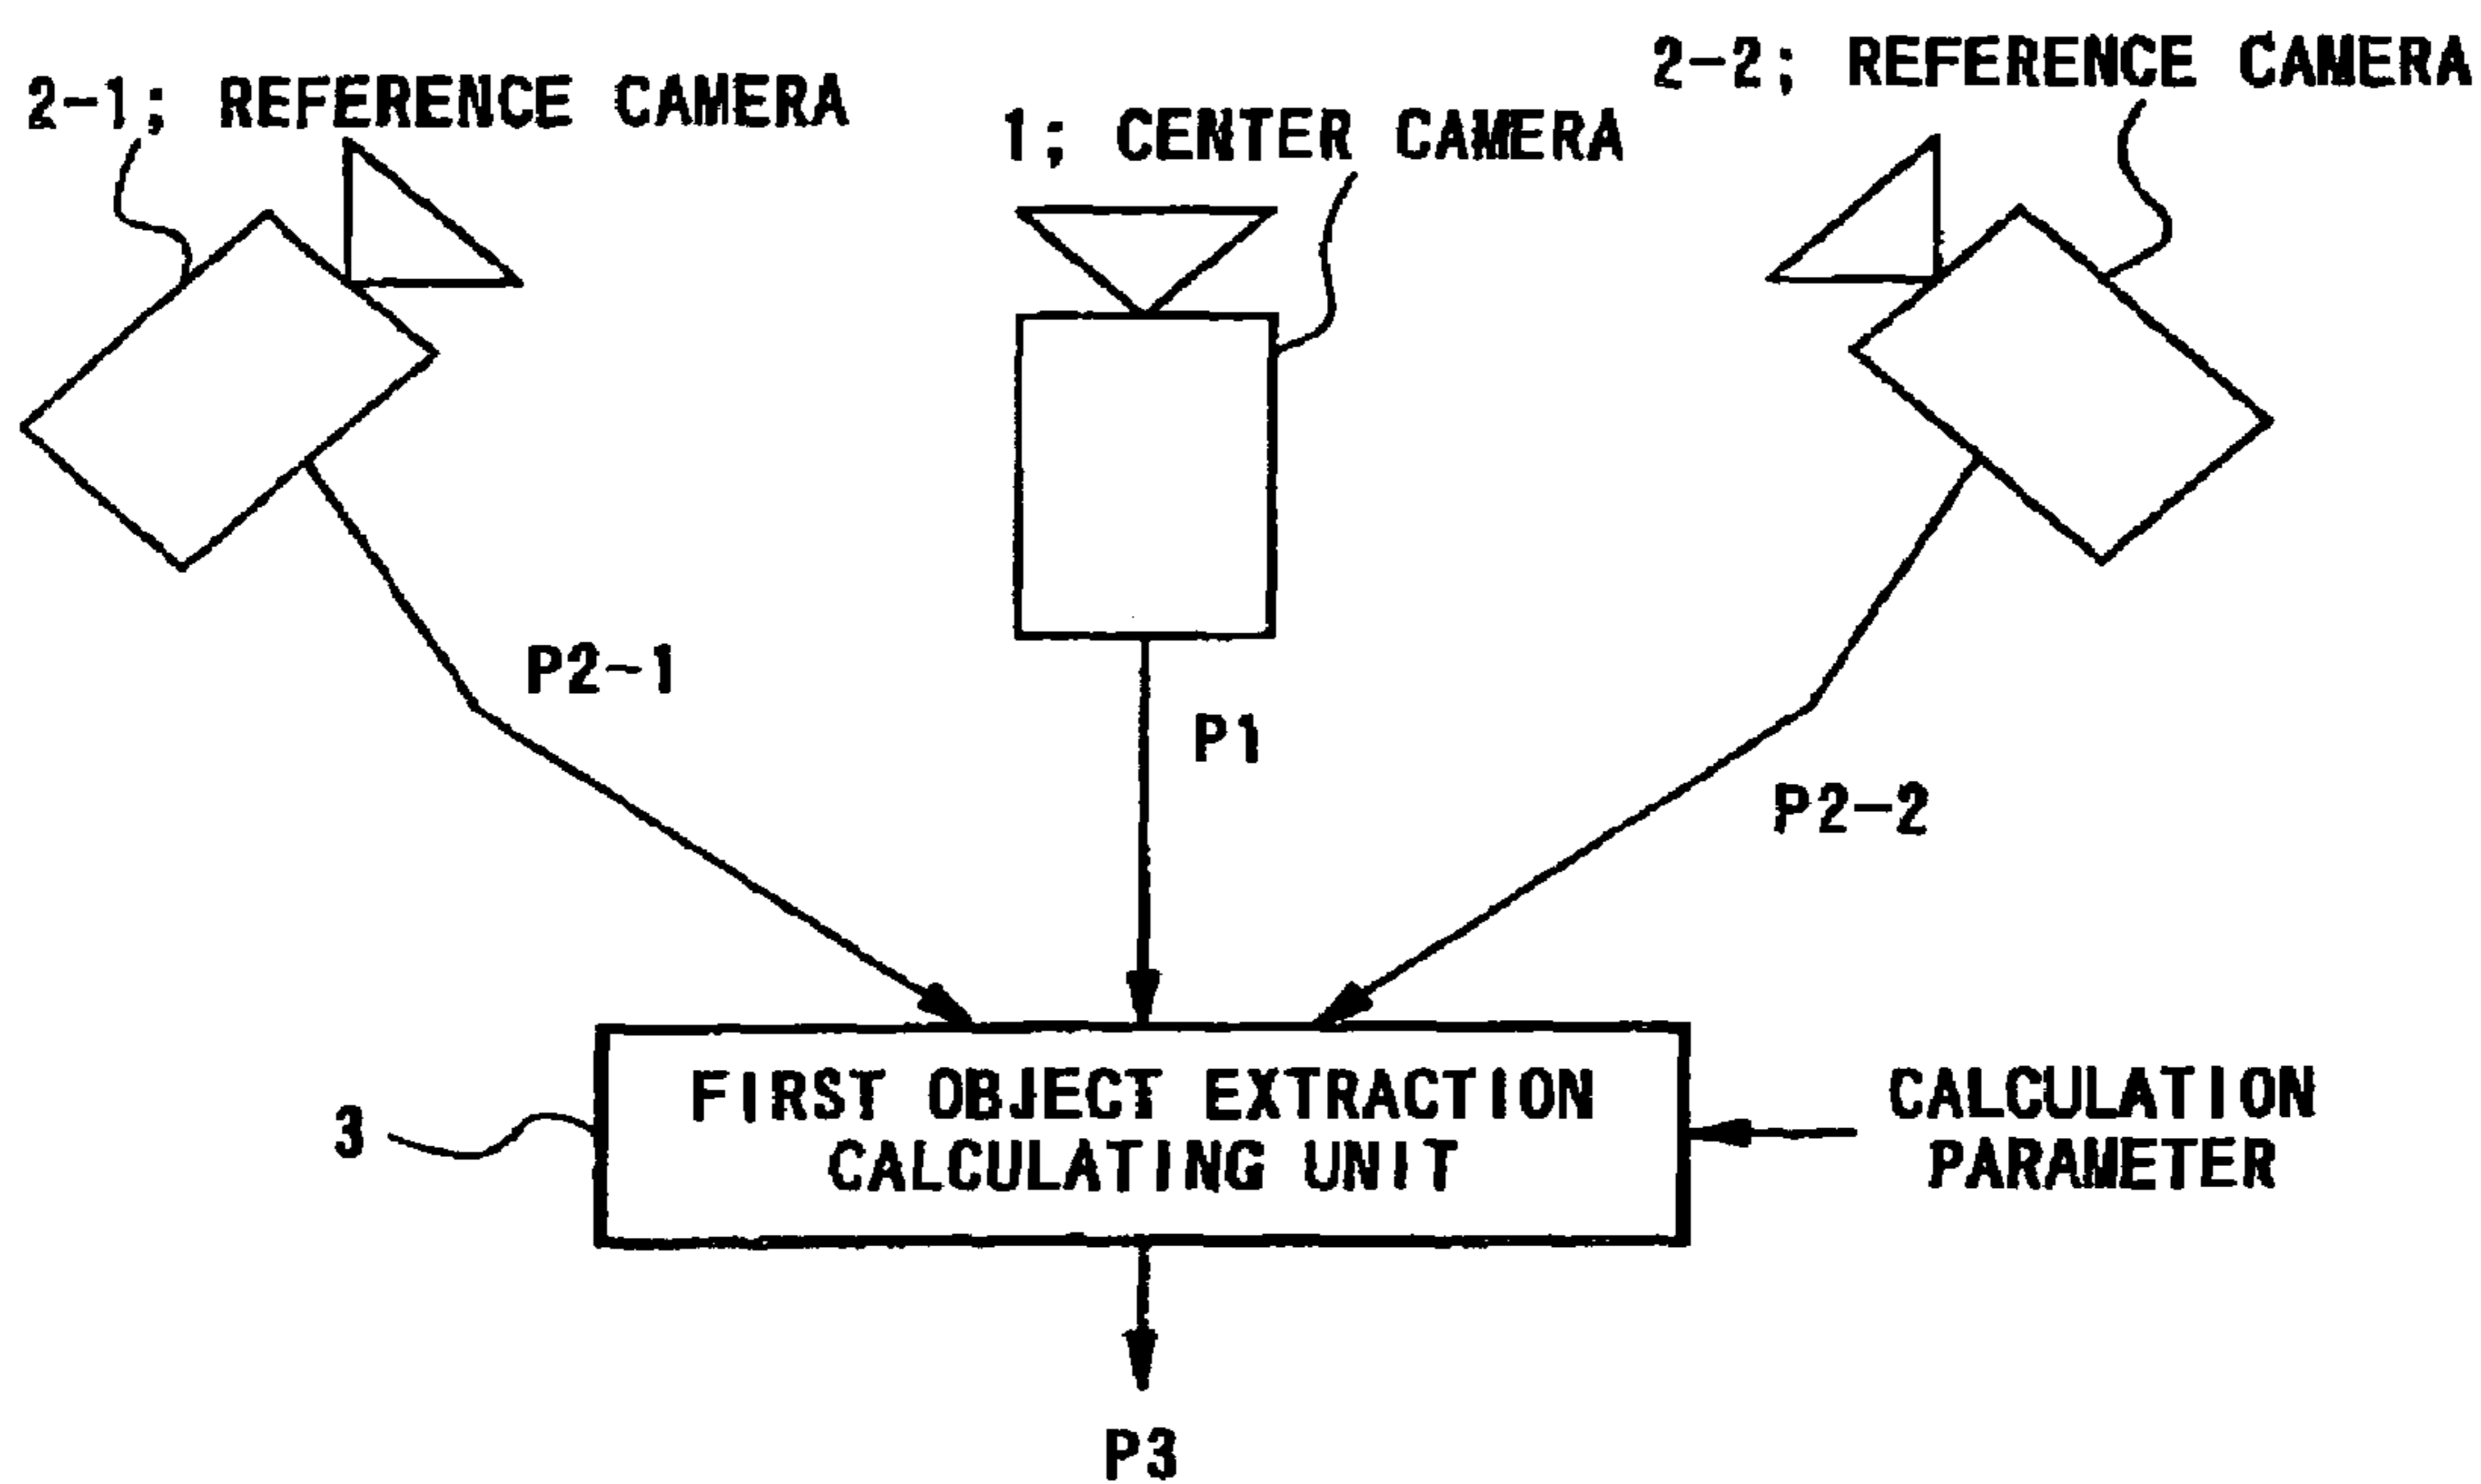 2-1; REFERENCE CAMERA
1; CENTER CAMERA
2-2; REFERENCE CAMERA
P2-1
P1
P2-2
3
FIRST OBJECT EXTRACTION
CALCULATING UNIT
CALCULATION
PARAMETER
P3